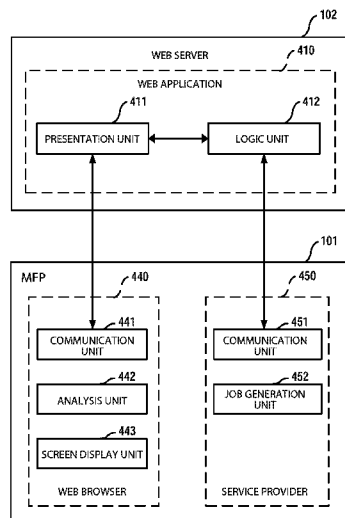 102
WEB SERVER
410
WEB APPLICATION
411
412
PRESENTATION UNIT
LOGIC UNIT
101
MFP
440
450
441
451
COMMUNICATION
UNIT
COMMUNICATION
UNIT
442
452
ANALYSIS UNIT
JOB GENERATION
UNIT
443
SCREEN DISPLAY UNIT
WEB BROWSER
SERVICE PROVIDER